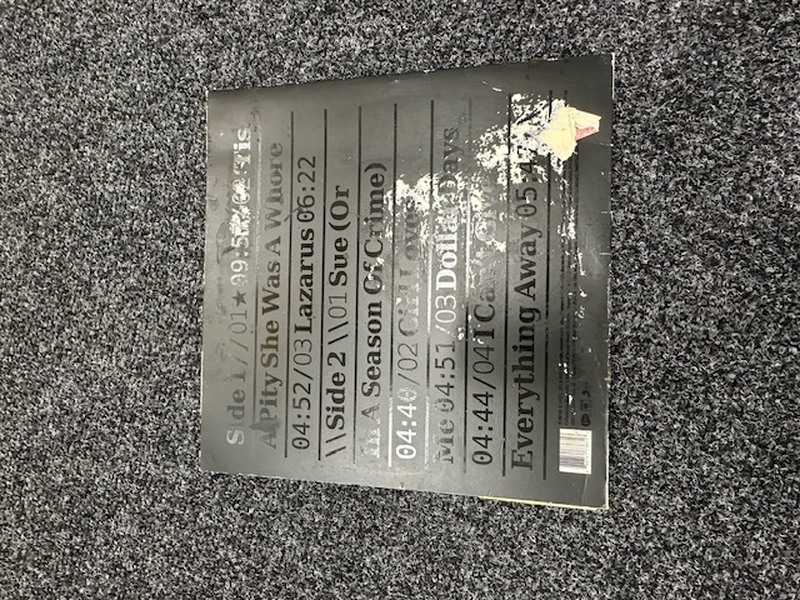 Side 1 // 01 ★ 09:5 /02 'Tis
A Pity She Was A Whore
04:52/03 Lazarus 06:22
\\ Side 2 \\ 01 Sue (Or
In A Season Of Crime)
04:40/02 Girl Loves
Me 04:51/03 Dollar Days
04:44/04 I Can't Give
Everything Away 05:47